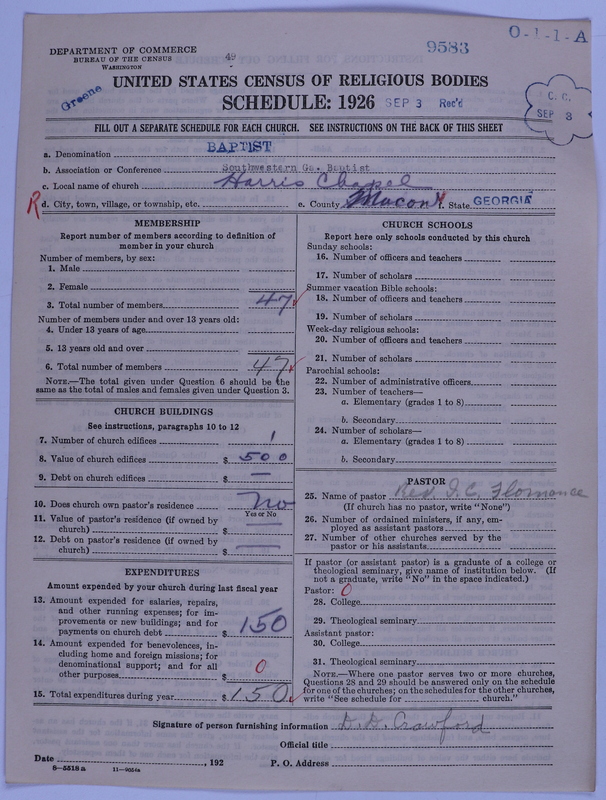 9583
O-1-1-A
DEPARTMENT OF COMMERCE
BUREAU OF THE CENSUS
WASHINGTON
49
Greene
UNITED STATES CENSUS OF RELIGIOUS BODIES
SCHEDULE: 1926 SEP 3 Rec'd
C. C.
SEP 3
FILL OUT A SEPARATE SCHEDULE FOR EACH CHURCH. SEE INSTRUCTIONS ON THE BACK OF THIS SHEET
a. Denomination BAPTIST
b. Association or Conference Southwestern Ga. Baptist
c. Local name of church Harris Chapel
R d. City, town, village, or township, etc. e. County Macon f. State GEORGIA
MEMBERSHIP
Report number of members according to definition of
member in your church
Number of members, by sex:
1. Male
2. Female
3. Total number of members 47
Number of members under and over 13 years old:
4. Under 13 years of age
5. 13 years old and over
6. Total number of members 47
NOTE.—The total given under Question 6 should be the
same as the total of males and females given under Question 3.
CHURCH BUILDINGS
See instructions, paragraphs 10 to 12
7. Number of church edifices 1
8. Value of church edifices $ 500
9. Debt on church edifices $ —
10. Does church own pastor's residence No
Yes or No
11. Value of pastor's residence (if owned by
church) $ —
12. Debt on pastor's residence (if owned by
church) $ —
EXPENDITURES
Amount expended by your church during last fiscal year
13. Amount expended for salaries, repairs,
and other running expenses; for im-
provements or new buildings; and for
payments on church debt $ 150
14. Amount expended for benevolences, in-
cluding home and foreign missions; for
denominational support; and for all
other purposes $ 0
15. Total expenditures during year $ 150
CHURCH SCHOOLS
Report here only schools conducted by this church
Sunday schools:
16. Number of officers and teachers
17. Number of scholars
Summer vacation Bible schools:
18. Number of officers and teachers
19. Number of scholars
Week-day religious schools:
20. Number of officers and teachers
21. Number of scholars
Parochial schools:
22. Number of administrative officers
23. Number of teachers—
a. Elementary (grades 1 to 8)
b. Secondary
24. Number of scholars—
a. Elementary (grades 1 to 8)
b. Secondary
PASTOR
25. Name of pastor Rev. I. C. Flornance
(If church has no pastor, write "None")
26. Number of ordained ministers, if any, em-
ployed as assistant pastors
27. Number of other churches served by the
pastor or his assistants
If pastor (or assistant pastor) is a graduate of a college or
theological seminary, give name of institution below. (If
not a graduate, write "No" in the space indicated.)
Pastor: 0
28. College
29. Theological seminary
Assistant pastor:
30. College
31. Theological seminary
NOTE.—Where one pastor serves two or more churches,
Questions 28 and 29 should be answered only on the schedule
for one of the churches; on the schedules for the other churches,
write "See schedule for church."
Signature of person furnishing information D. D. Crawford
Official title
Date , 192 P. O. Address
8-5518a 11-9054a